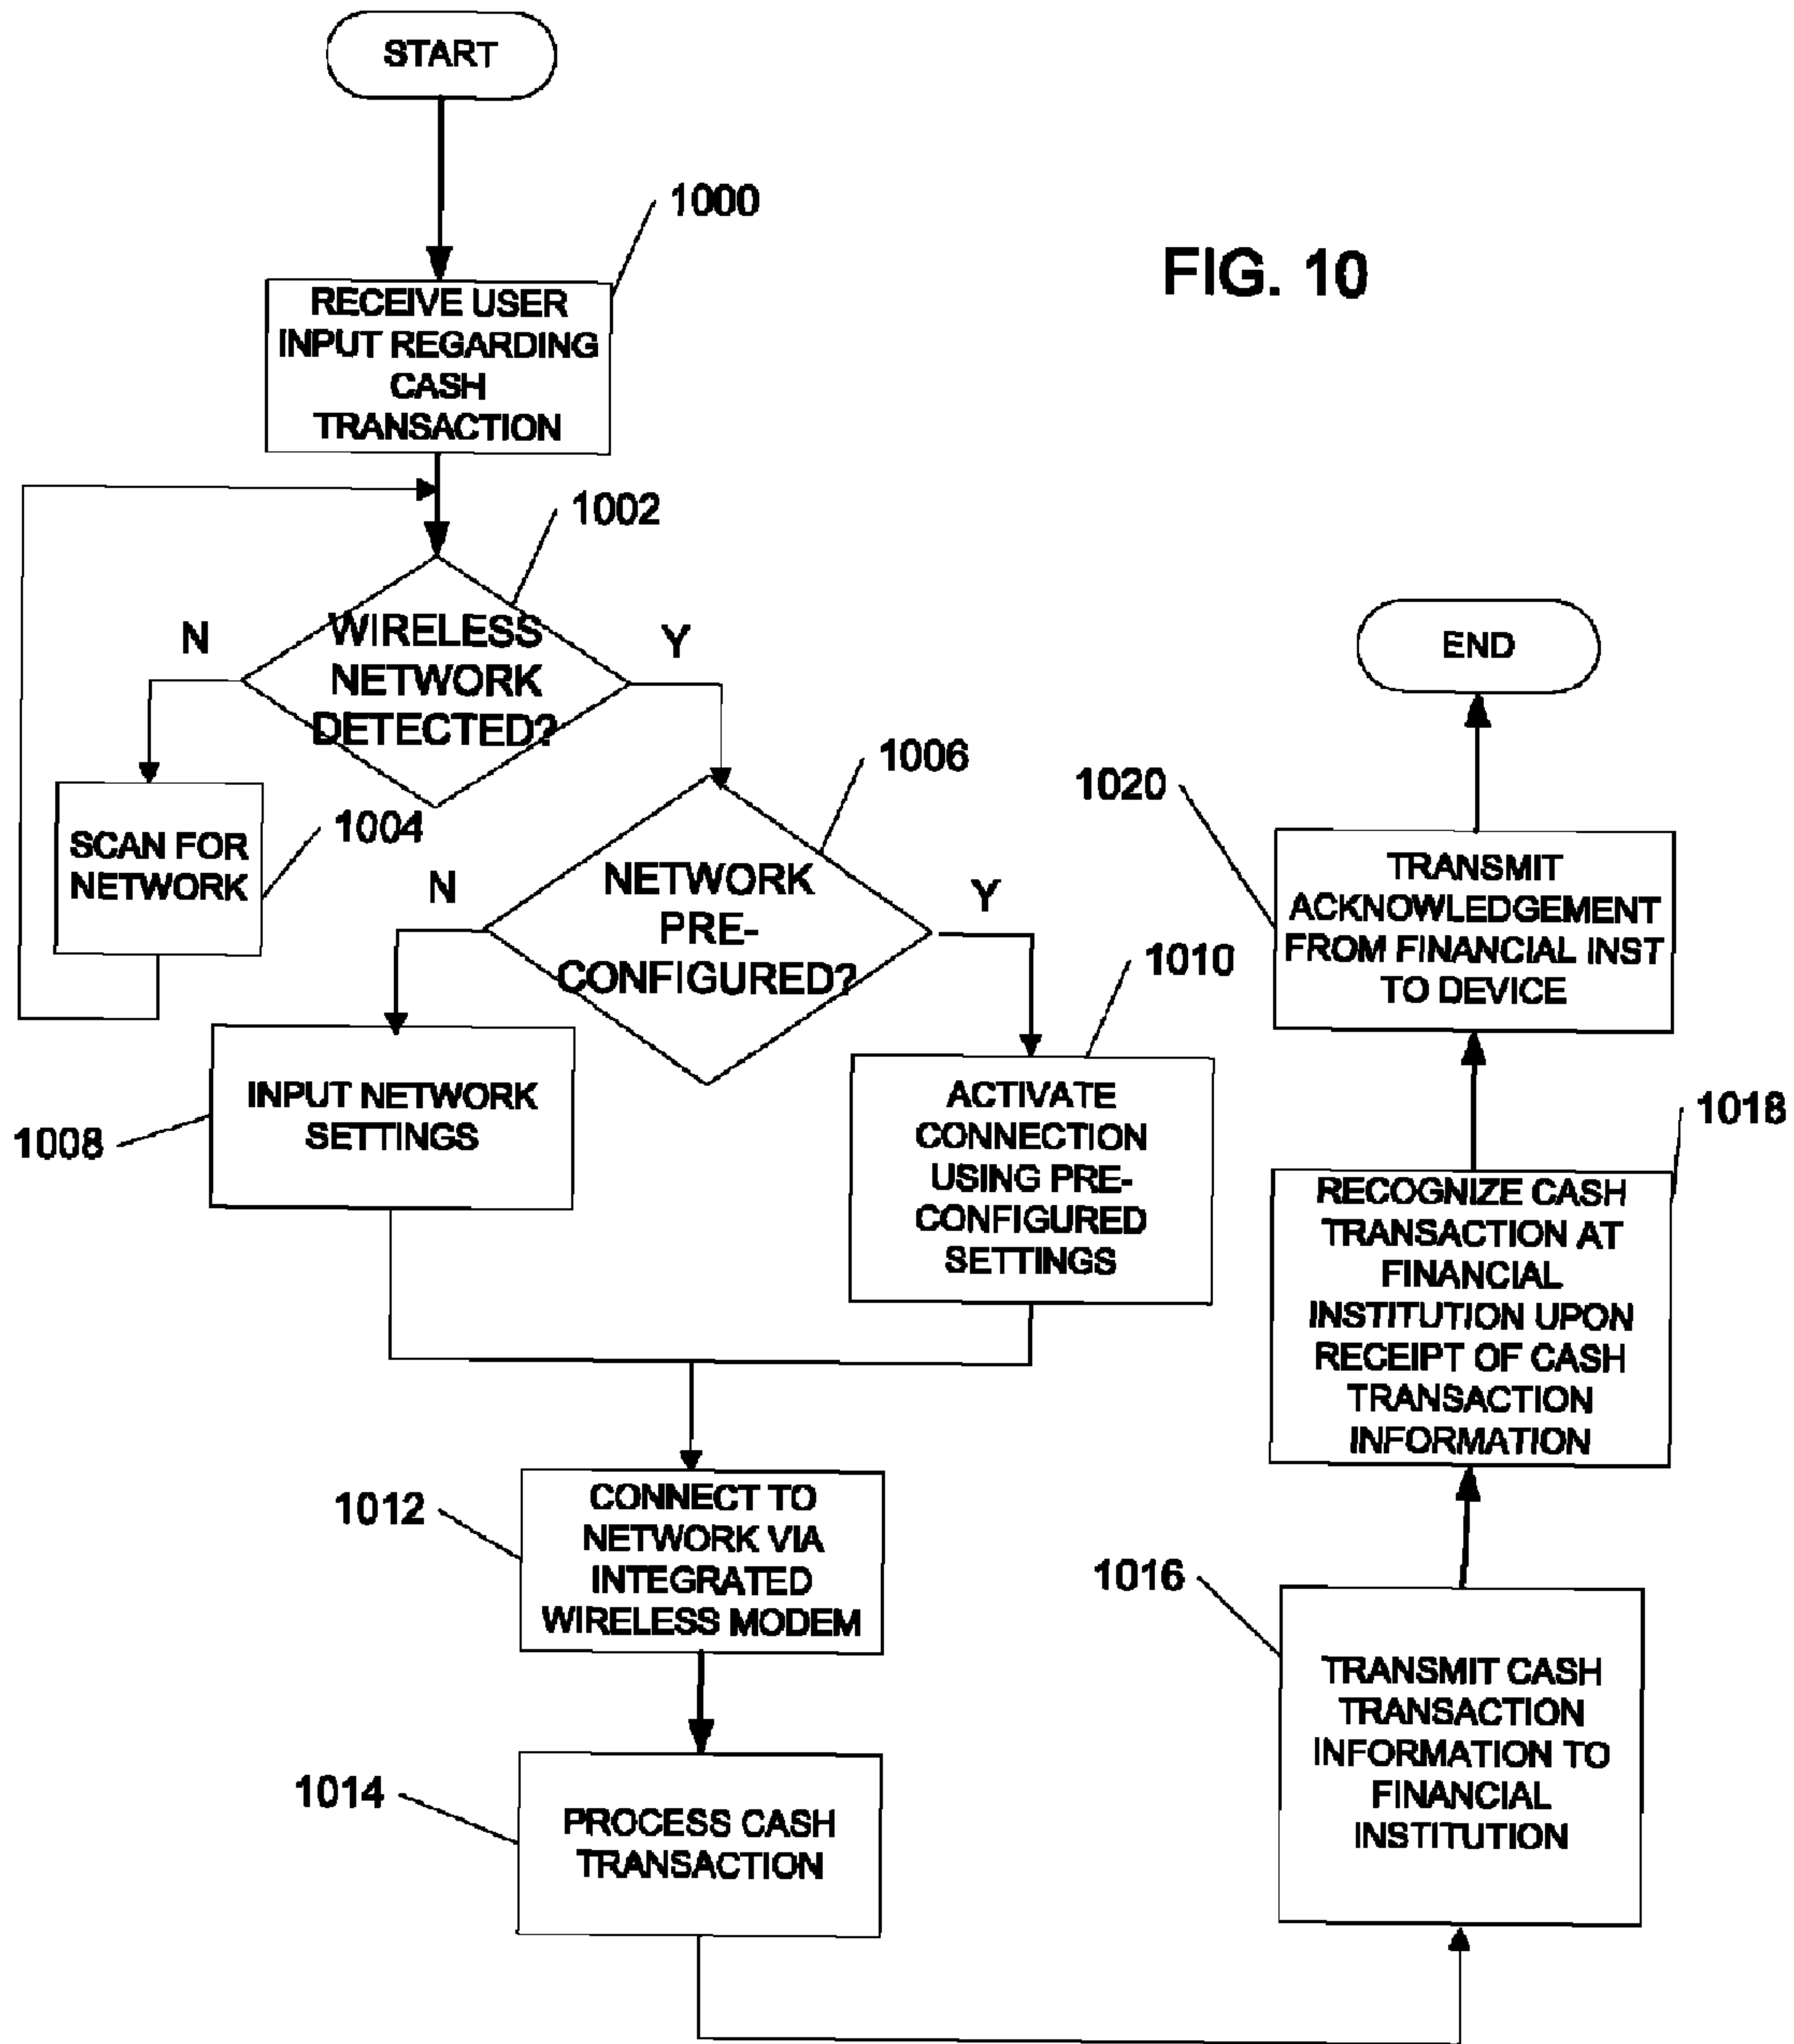 START
1000
FIG. 10
RECEIVE USER
INPUT REGARDING
CASH
TRANSACTION
1002
N
WIRELESS
NETWORK
DETECTED?
Y
SCAN FOR
NETWORK
1004
1006
N
NETWORK
PRE-
CONFIGURED?
Y
1008
INPUT NETWORK
SETTINGS
1010
ACTIVATE
CONNECTION
USING PRE-
CONFIGURED
SETTINGS
1012
CONNECT TO
NETWORK VIA
INTEGRATED
WIRELESS MODEM
1014
PROCESS CASH
TRANSACTION
1016
TRANSMIT CASH
TRANSACTION
INFORMATION TO
FINANCIAL
INSTITUTION
1018
RECOGNIZE CASH
TRANSACTION AT
FINANCIAL
INSTITUTION UPON
RECEIPT OF CASH
TRANSACTION
INFORMATION
1020
TRANSMIT
ACKNOWLEDGEMENT
FROM FINANCIAL INST
TO DEVICE
END